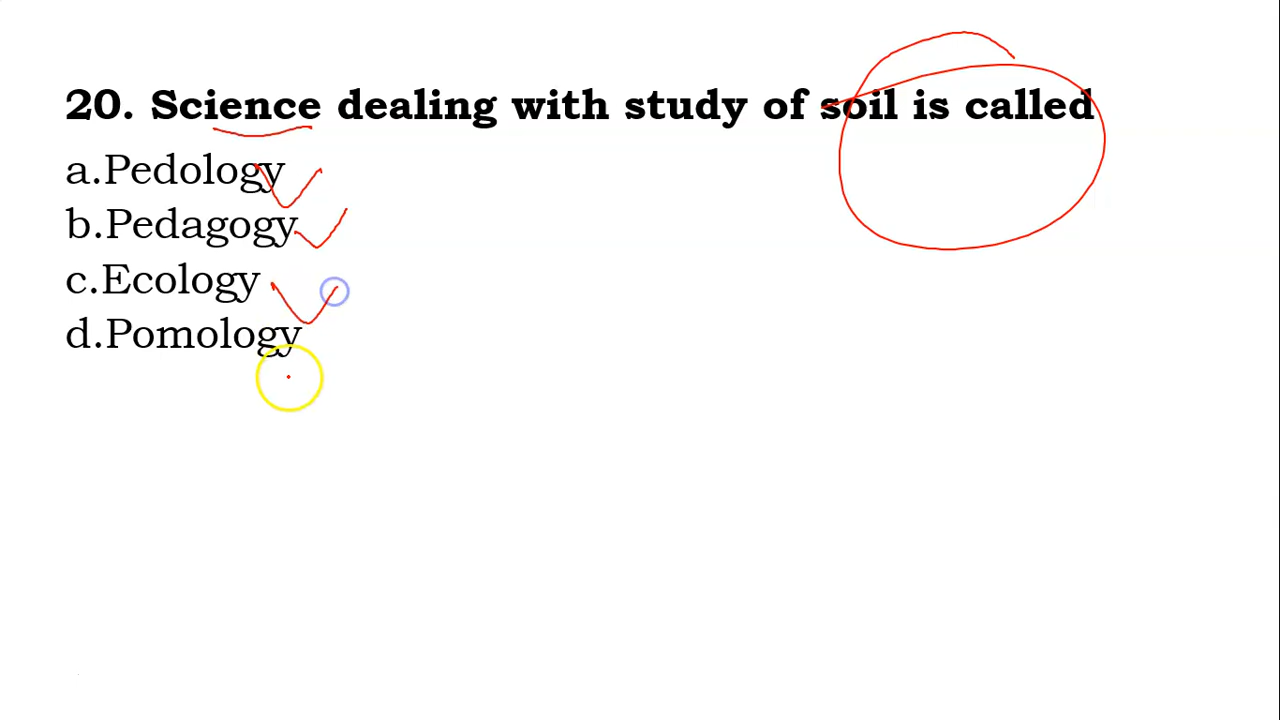 20. Science dealing with study of soil is called
a.Pedology
b.Pedagogy
c.Ecology
d.Pomology